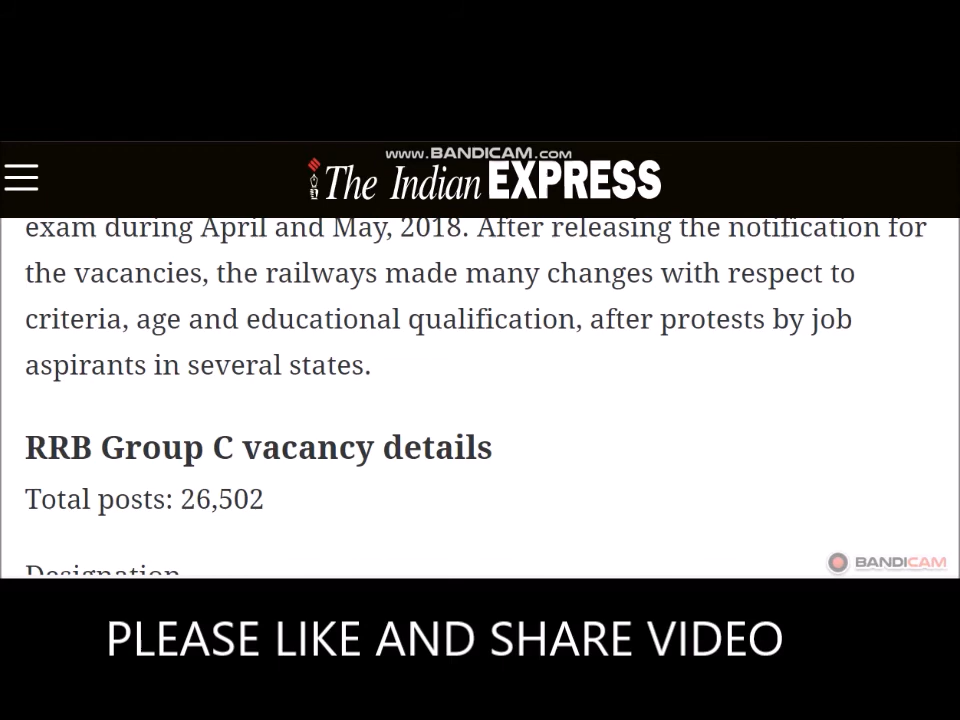 www.BANDICAM.com
The Indian EXPRESS
exam during April and May, 2018. After releasing the notification for
the vacancies, the railways made many changes with respect to
criteria, age and educational qualification, after protests by job
aspirants in several states.
RRB Group C vacancy details
Total posts: 26,502
Designation
BANDICAM
PLEASE LIKE AND SHARE VIDEO